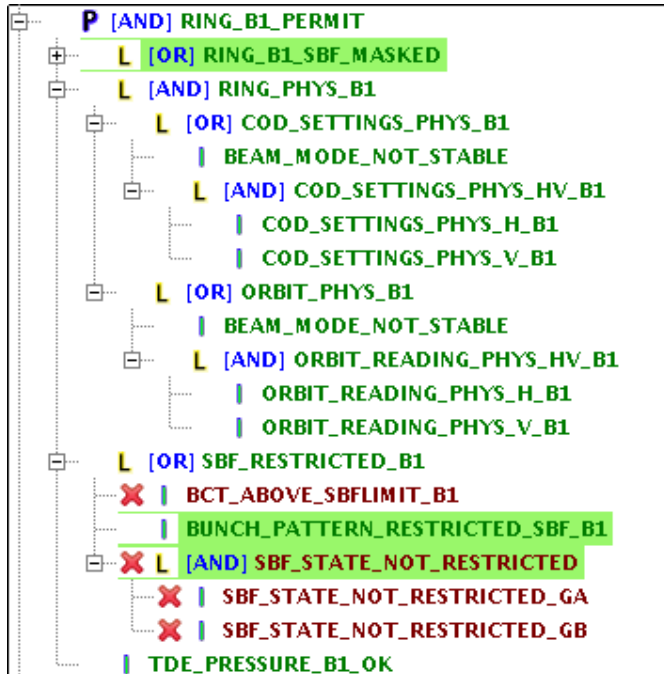 P [AND] RING_B1_PERMIT
L [OR] RING_B1_SBF_MASKED
L [AND] RING_PHYS_B1
L [OR] COD_SETTINGS_PHYS_B1
BEAM_MODE_NOT_STABLE
L [AND] COD_SETTINGS_PHYS_HV_B1
COD_SETTINGS_PHYS_H_B1
COD_SETTINGS_PHYS_V_B1
L [OR] ORBIT_PHYS_B1
BEAM_MODE_NOT_STABLE
L [AND] ORBIT_READING_PHYS_HV_B1
ORBIT_READING_PHYS_H_B1
ORBIT_READING_PHYS_V_B1
L [OR] SBF_RESTRICTED_B1
BCT_ABOVE_SBFLIMIT_B1
BUNCH_PATTERN_RESTRICTED_SBF_B1
L [AND] SBF_STATE_NOT_RESTRICTED
SBF_STATE_NOT_RESTRICTED_GA
SBF_STATE_NOT_RESTRICTED_GB
TDE_PRESSURE_B1_OK